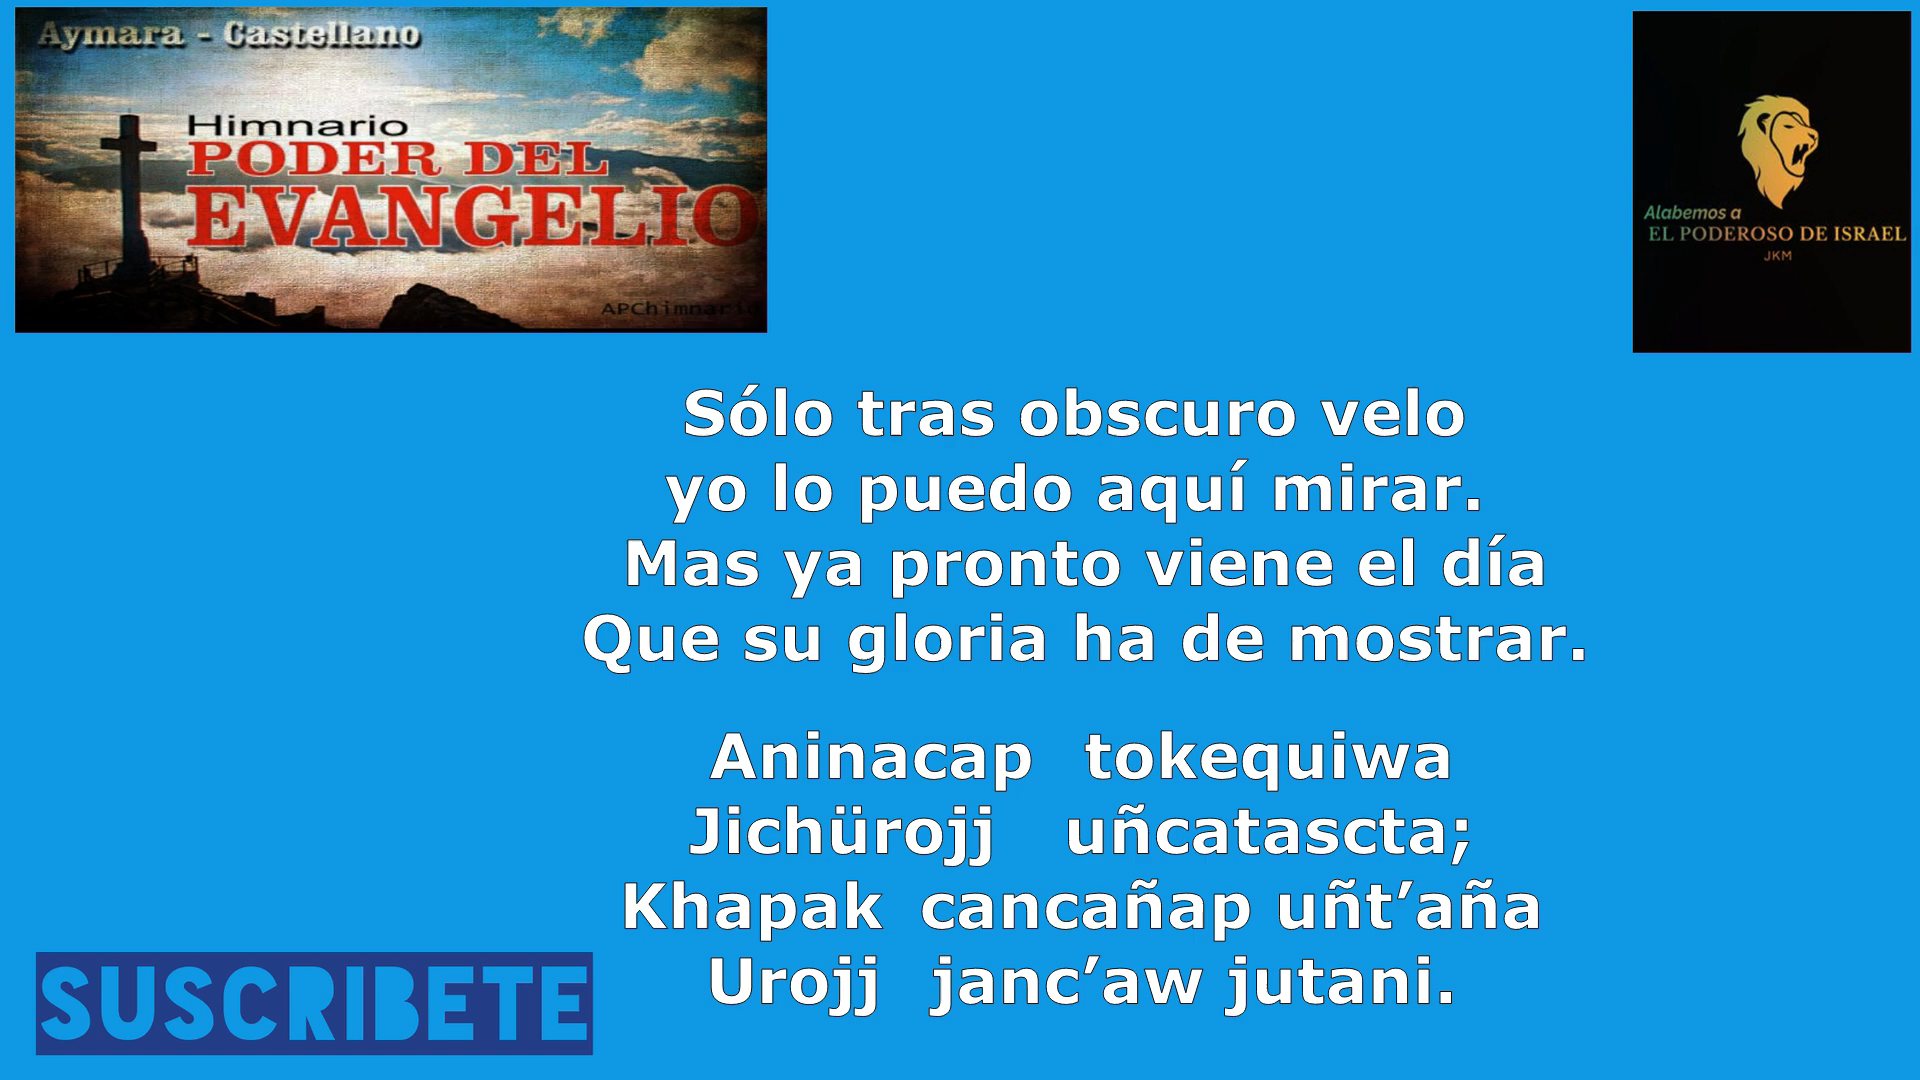 Aymara - Castellano
Himnario
PODER DEL
EVANGELIO
APChimnario
Alabemos a
EL PODEROSO DE ISRAEL
JKM
Sólo tras obscuro velo
yo lo puedo aquí mirar.
Mas ya pronto viene el día
Que su gloria ha de mostrar.
Aninacap tokequiwa
Jichürojj uñcatascta;
Khapak cancañap uñt’aña
Urojj janc’aw jutani.
SUSCRIBETE